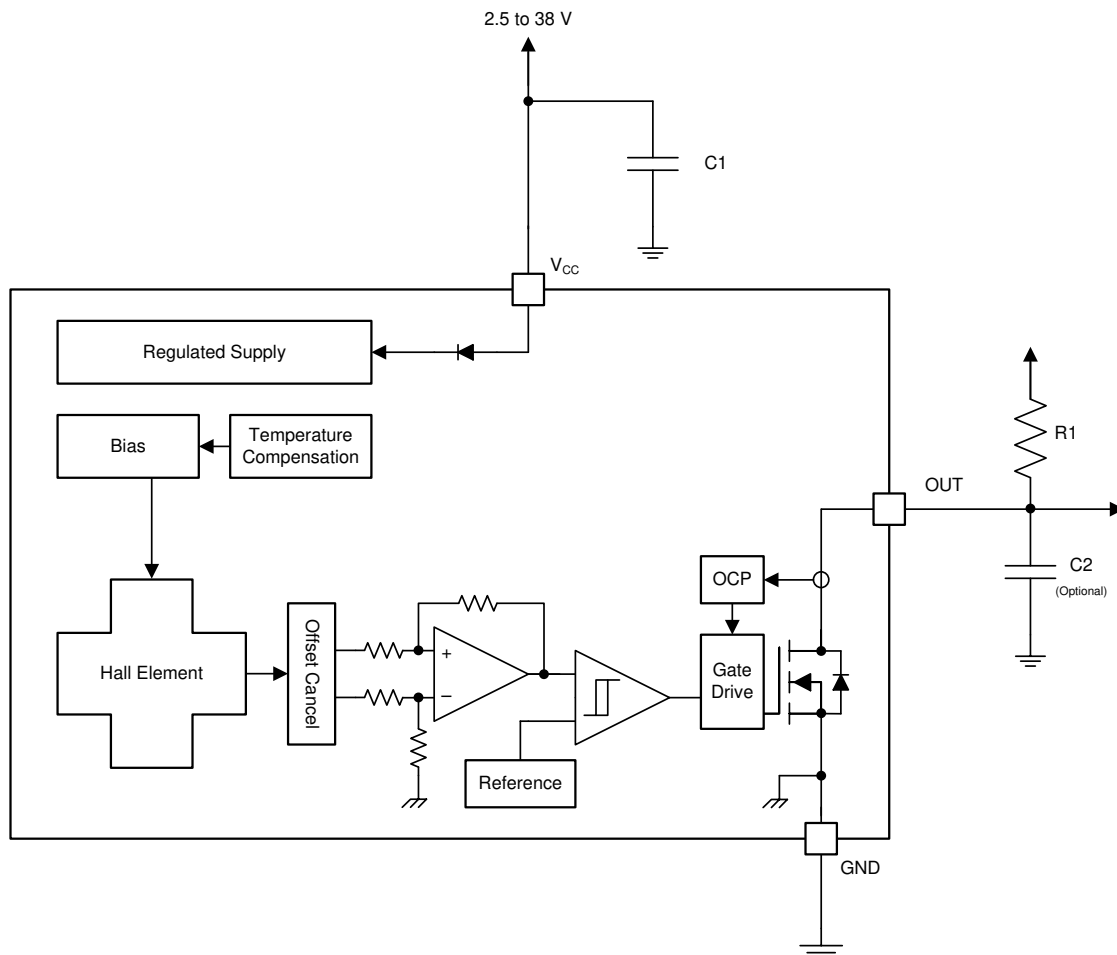 2.5 to 38 V
C1
VCC
Regulated Supply
Bias
Temperature
Compensation
R1
OUT
C2
(Optional)
OCP
Hall Element
Offset Cancel
+
−
Gate
Drive
Reference
GND